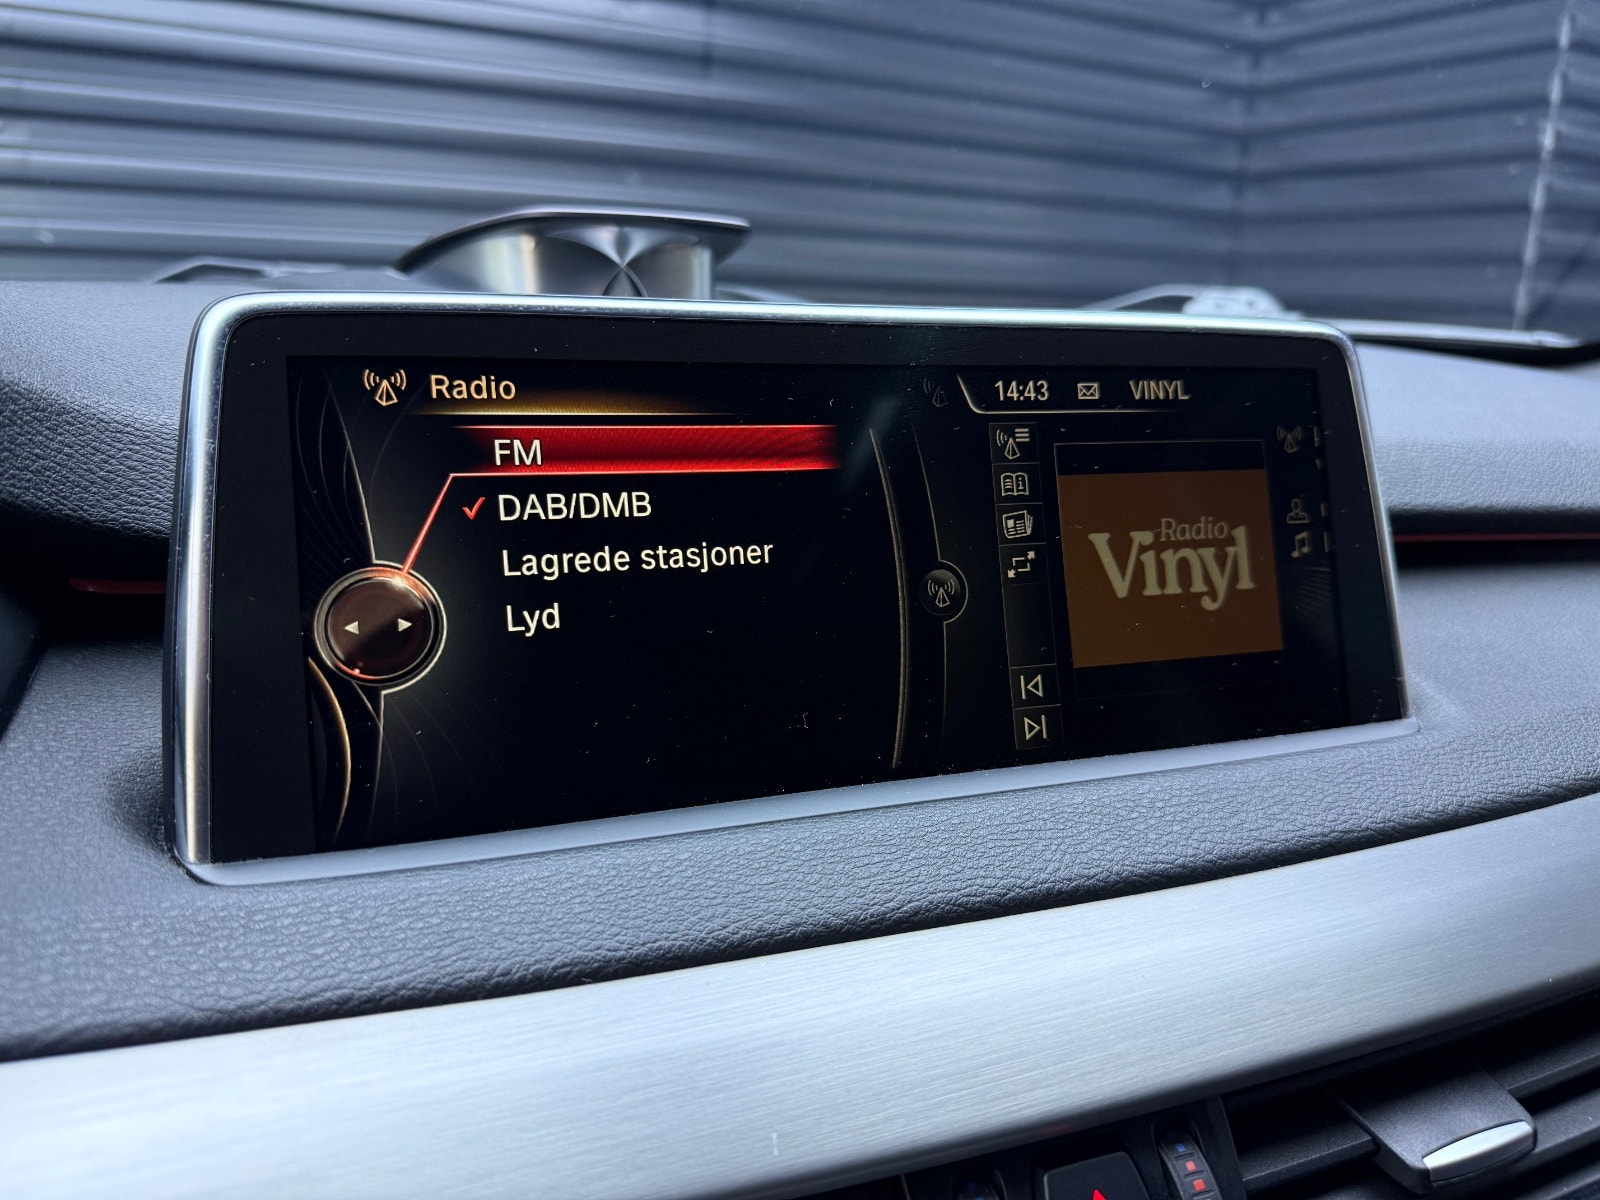 Radio
14:43 VINYL
FM
DAB/DMB
Lagrede stasjoner
Lyd
Radio
Vinyl